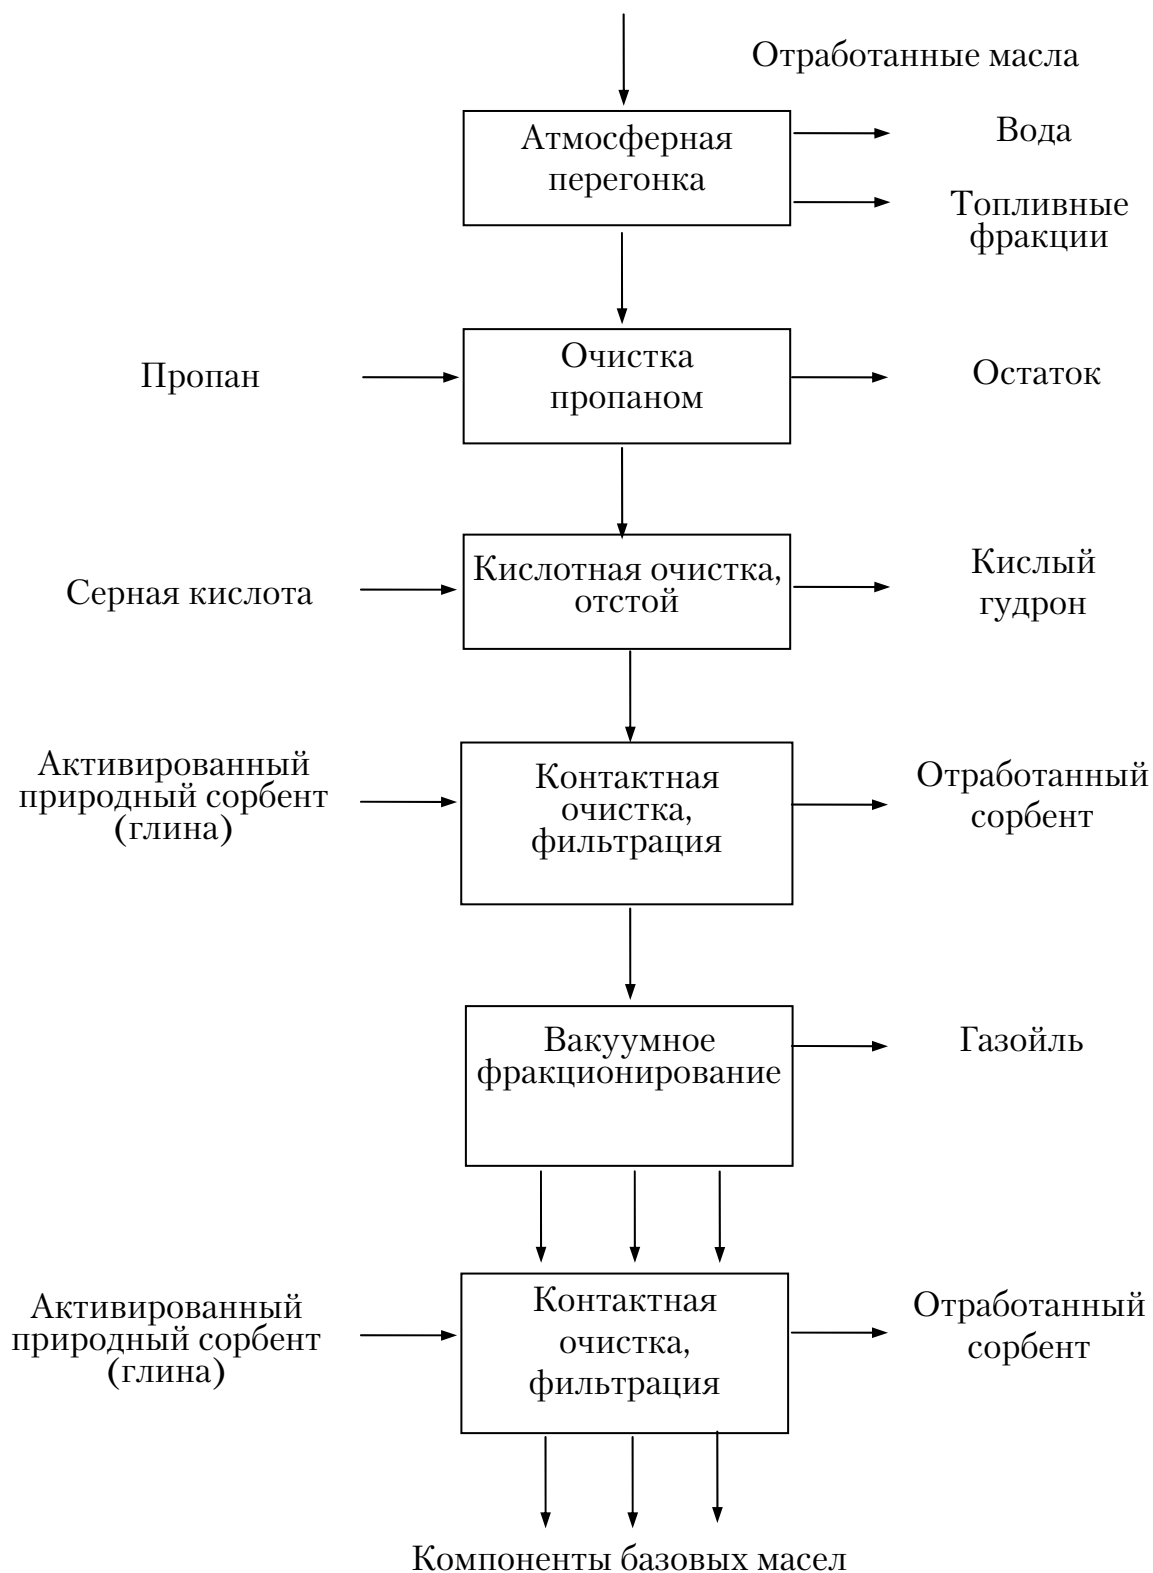 Отработанные масла
Атмосферная
перегонка
Вода
Топливные
фракции
Пропан
Очистка
пропаном
Остаток
Серная кислота
Кислотная очистка,
отстой
Кислый
гудрон
Активированный
природный сорбент
(глина)
Контактная
очистка,
фильтрация
Отработанный
сорбент
Вакуумное
фракционирование
Газойль
Активированный
природный сорбент
(глина)
Контактная
очистка,
фильтрация
Отработанный
сорбент
Компоненты базовых масел